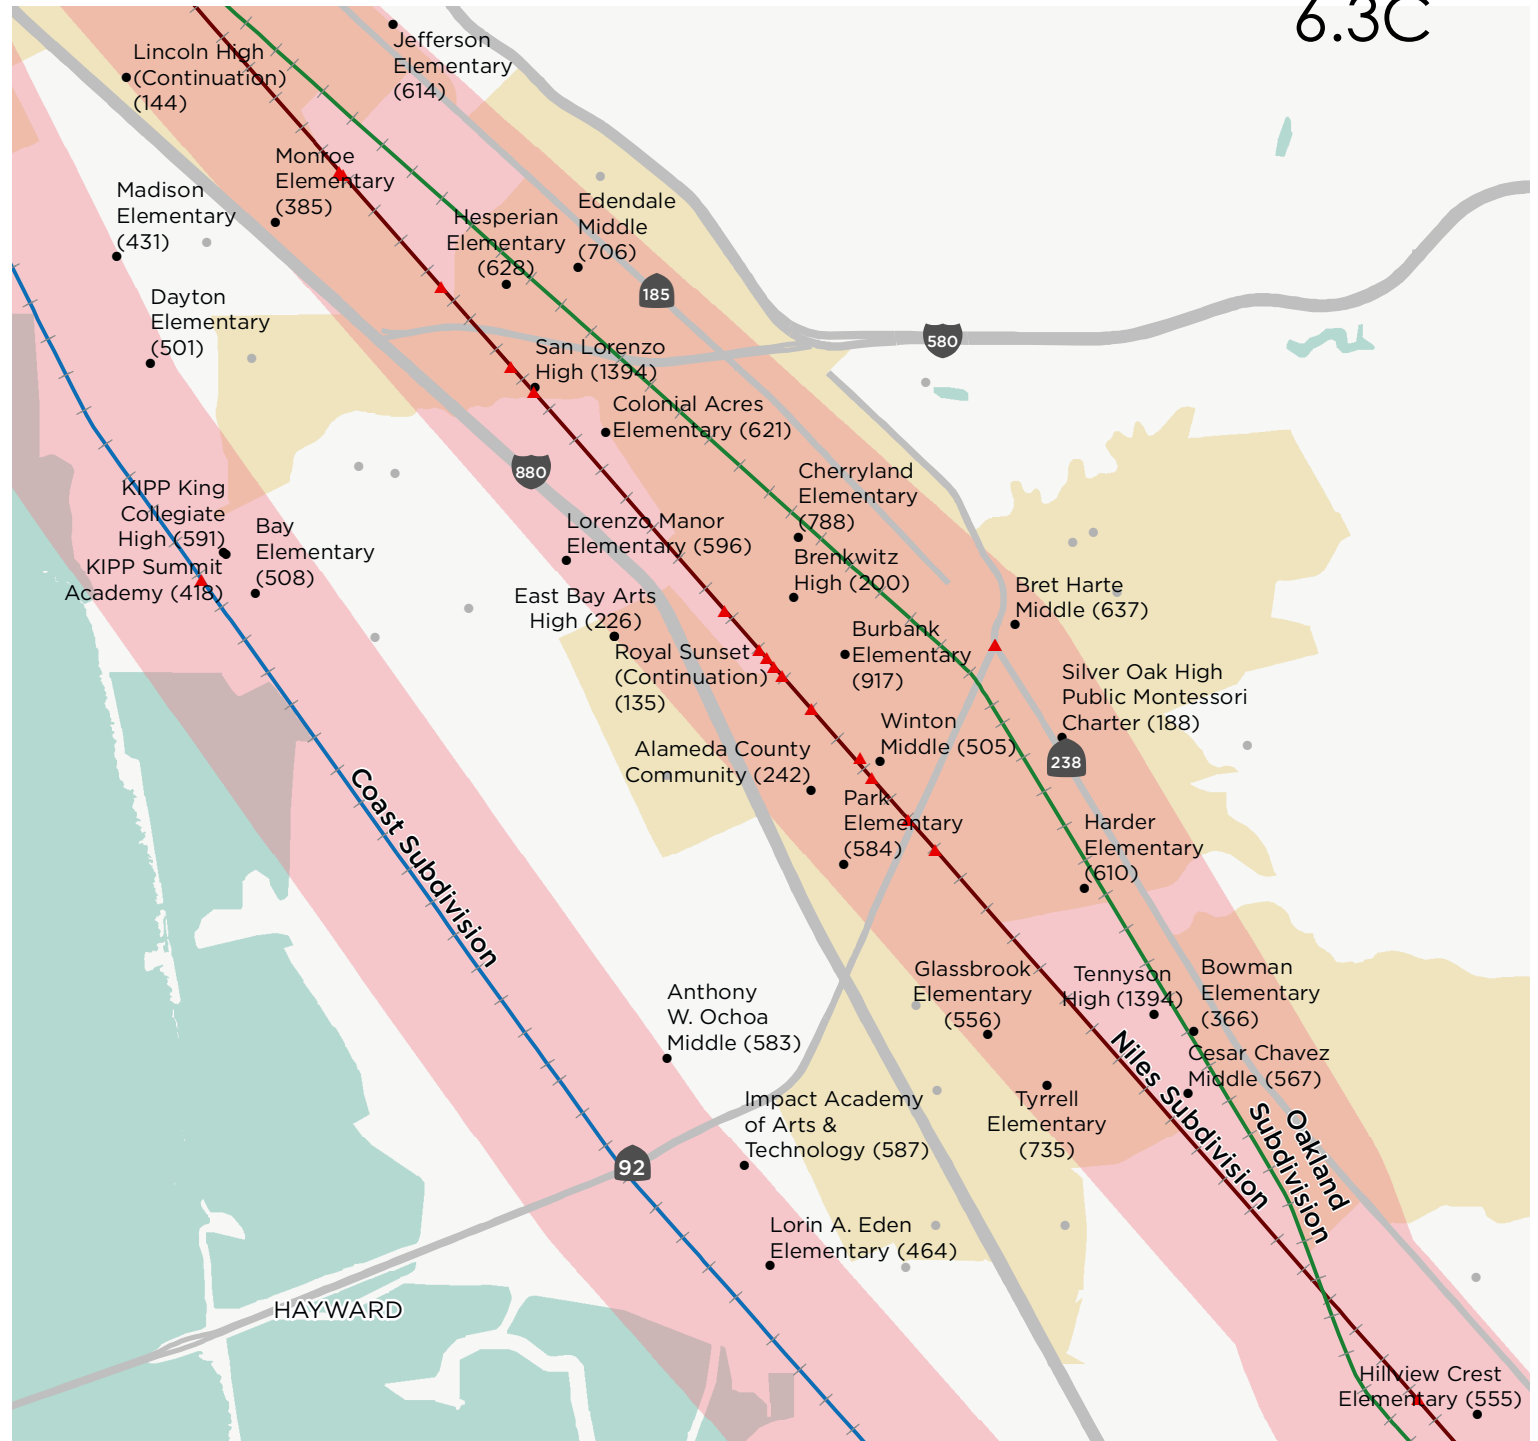 6.3C
Jefferson
Elementary
(614)
Lincoln High
(Continuation)
(144)
Monroe
Elementary
(385)
Madison
Elementary
(431)
Hesperian
Elementary
(628)
Edendale
Middle
(706)
185
Dayton
Elementary
(501)
580
San Lorenzo
High (1394)
Colonial Acres
Elementary (621)
880
Cherryland
Elementary
(788)
KIPP King
Collegiate
High (591)
Bay
Elementary
(508)
KIPP Summit
Academy (418)
Lorenzo Manor
Elementary (596)
Brenkwitz
High (200)
East Bay Arts
High (226)
Bret Harte
Middle (637)
Royal Sunset
(Continuation)
(135)
Burbank
Elementary
(917)
Silver Oak High
Public Montessori
Charter (188)
238
Winton
Middle (505)
Alameda County
Community (242)
Park
Elementary
(584)
Harder
Elementary
(610)
Coast Subdivision
Glassbrook
Elementary
(556)
Tennyson
High (1394)
Bowman
Elementary
(366)
Anthony
W. Ochoa
Middle (583)
Cesar Chavez
Middle (567)
Niles Subdivision
Oakland
Subdivision
Tyrrell
Elementary
(735)
Impact Academy
of Arts &
Technology (587)
92
Lorin A. Eden
Elementary (464)
HAYWARD
Hillview Crest
Elementary (555)